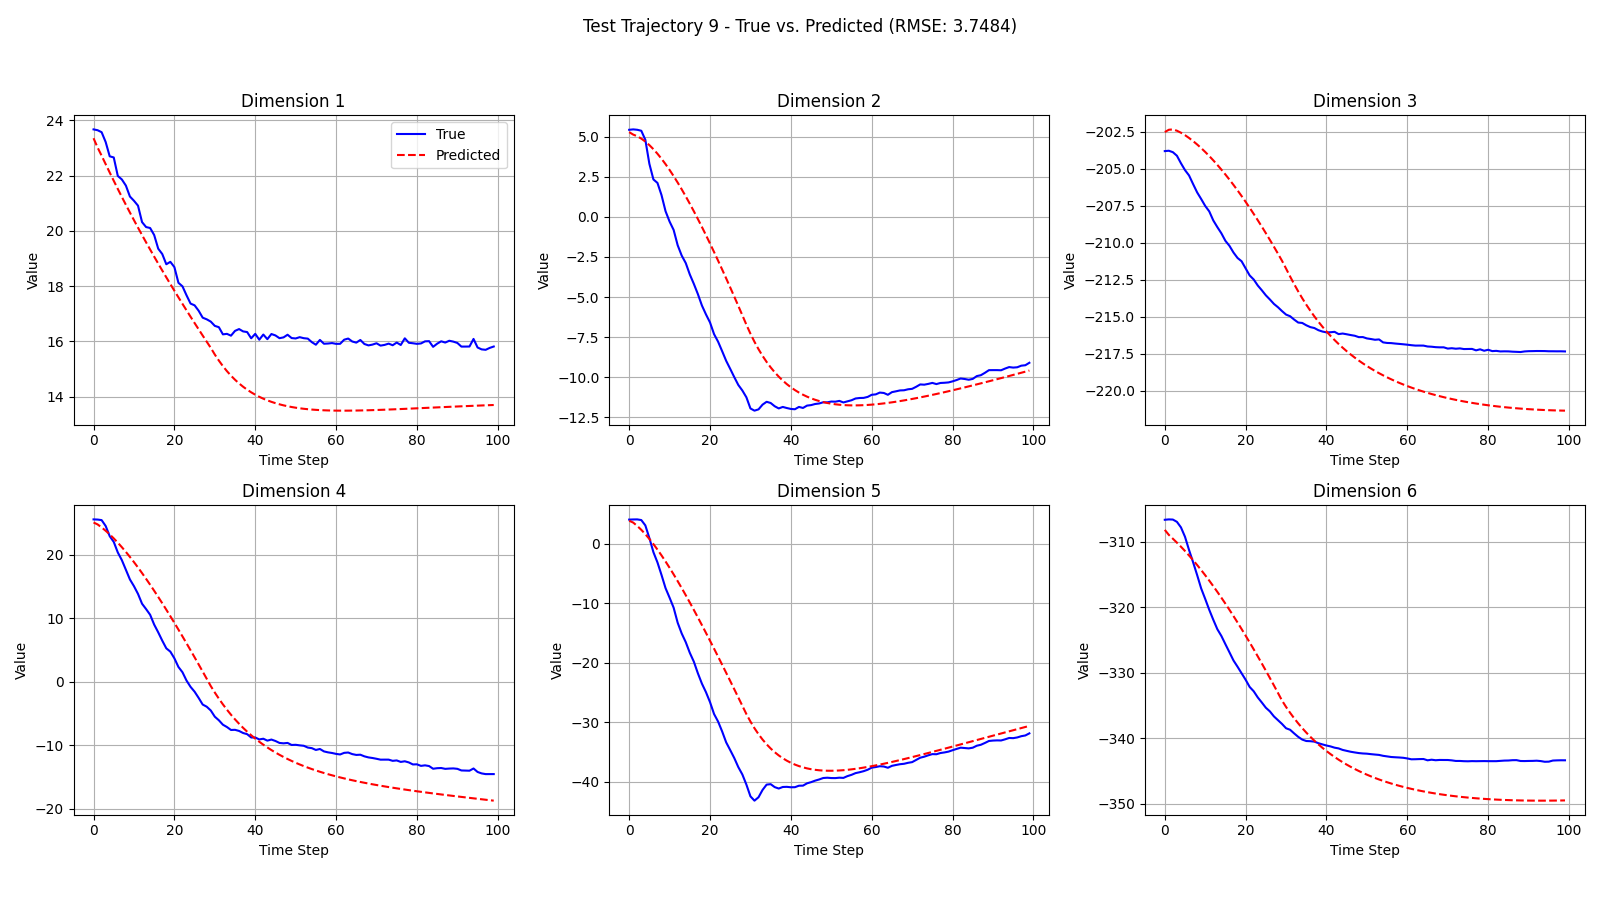 Test Trajectory 9 - True vs. Predicted (RMSE: 3.7484)
Dimension 1
24
22
20
18
16
14
Value
0 20 40 60 80 100
Time Step
True
Predicted
Dimension 2
5.0
2.5
0.0
−2.5
−5.0
−7.5
−10.0
−12.5
Value
0 20 40 60 80 100
Time Step
Dimension 3
−202.5
−205.0
−207.5
−210.0
−212.5
−215.0
−217.5
−220.0
Value
0 20 40 60 80 100
Time Step
Dimension 4
20
10
0
−10
−20
Value
0 20 40 60 80 100
Time Step
Dimension 5
0
−10
−20
−30
−40
Value
0 20 40 60 80 100
Time Step
Dimension 6
−310
−320
−330
−340
−350
Value
0 20 40 60 80 100
Time Step